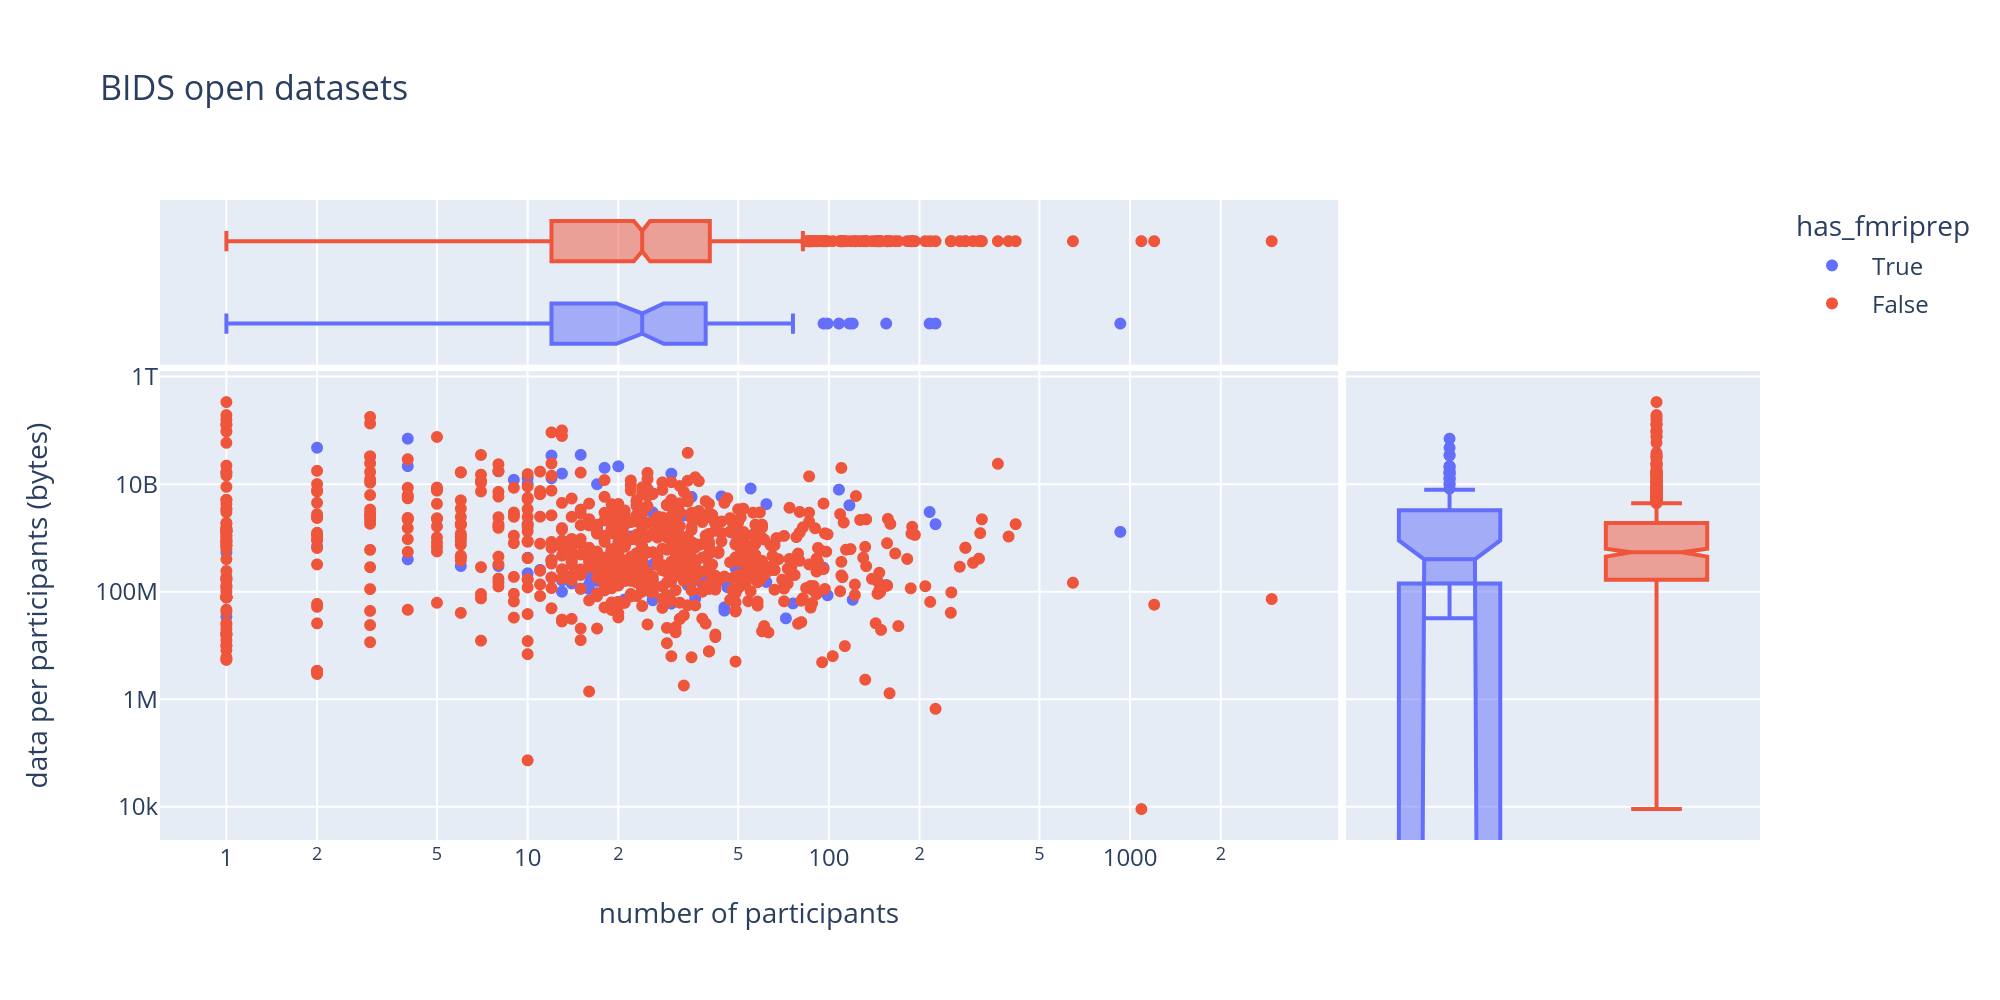 BIDS open datasets
has_fmriprep
True
False
data per participants (bytes)
1T
10B
100M
1M
10k
1 2 5 10 2 5 100 2 5 1000 2
number of participants